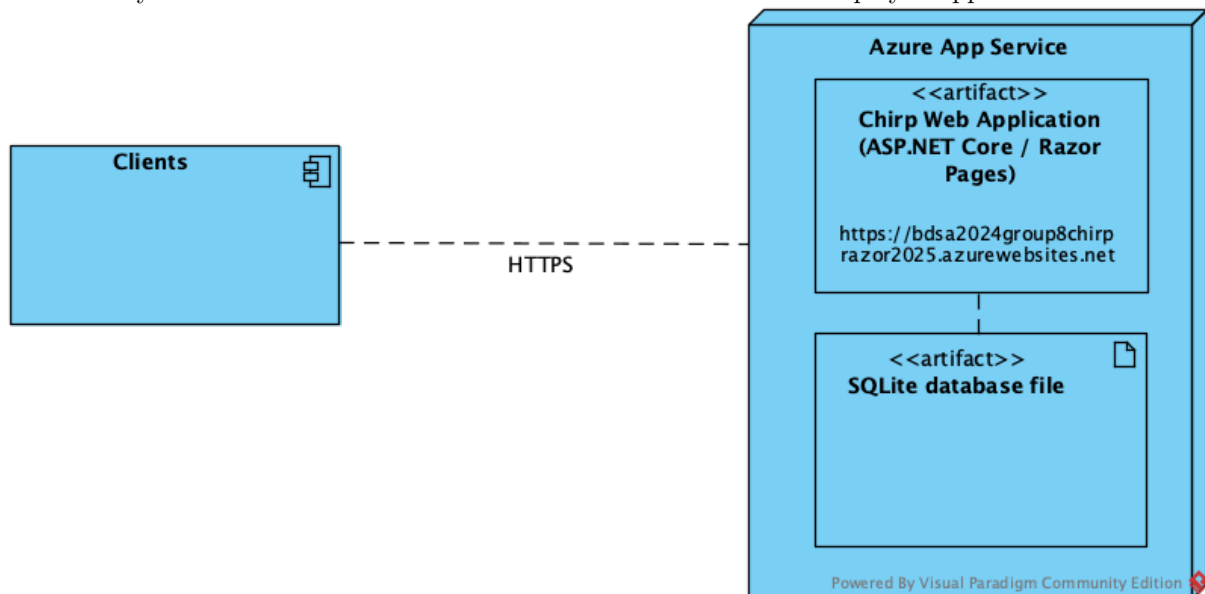 Clients
HTTPS
Azure App Service
<<artifact>>
Chirp Web Application
(ASP.NET Core / Razor
Pages)
https://bdsa2024group8chirp
razor2025.azurewebsites.net
<<artifact>>
SQLite database file
Powered By Visual Paradigm Community Edition